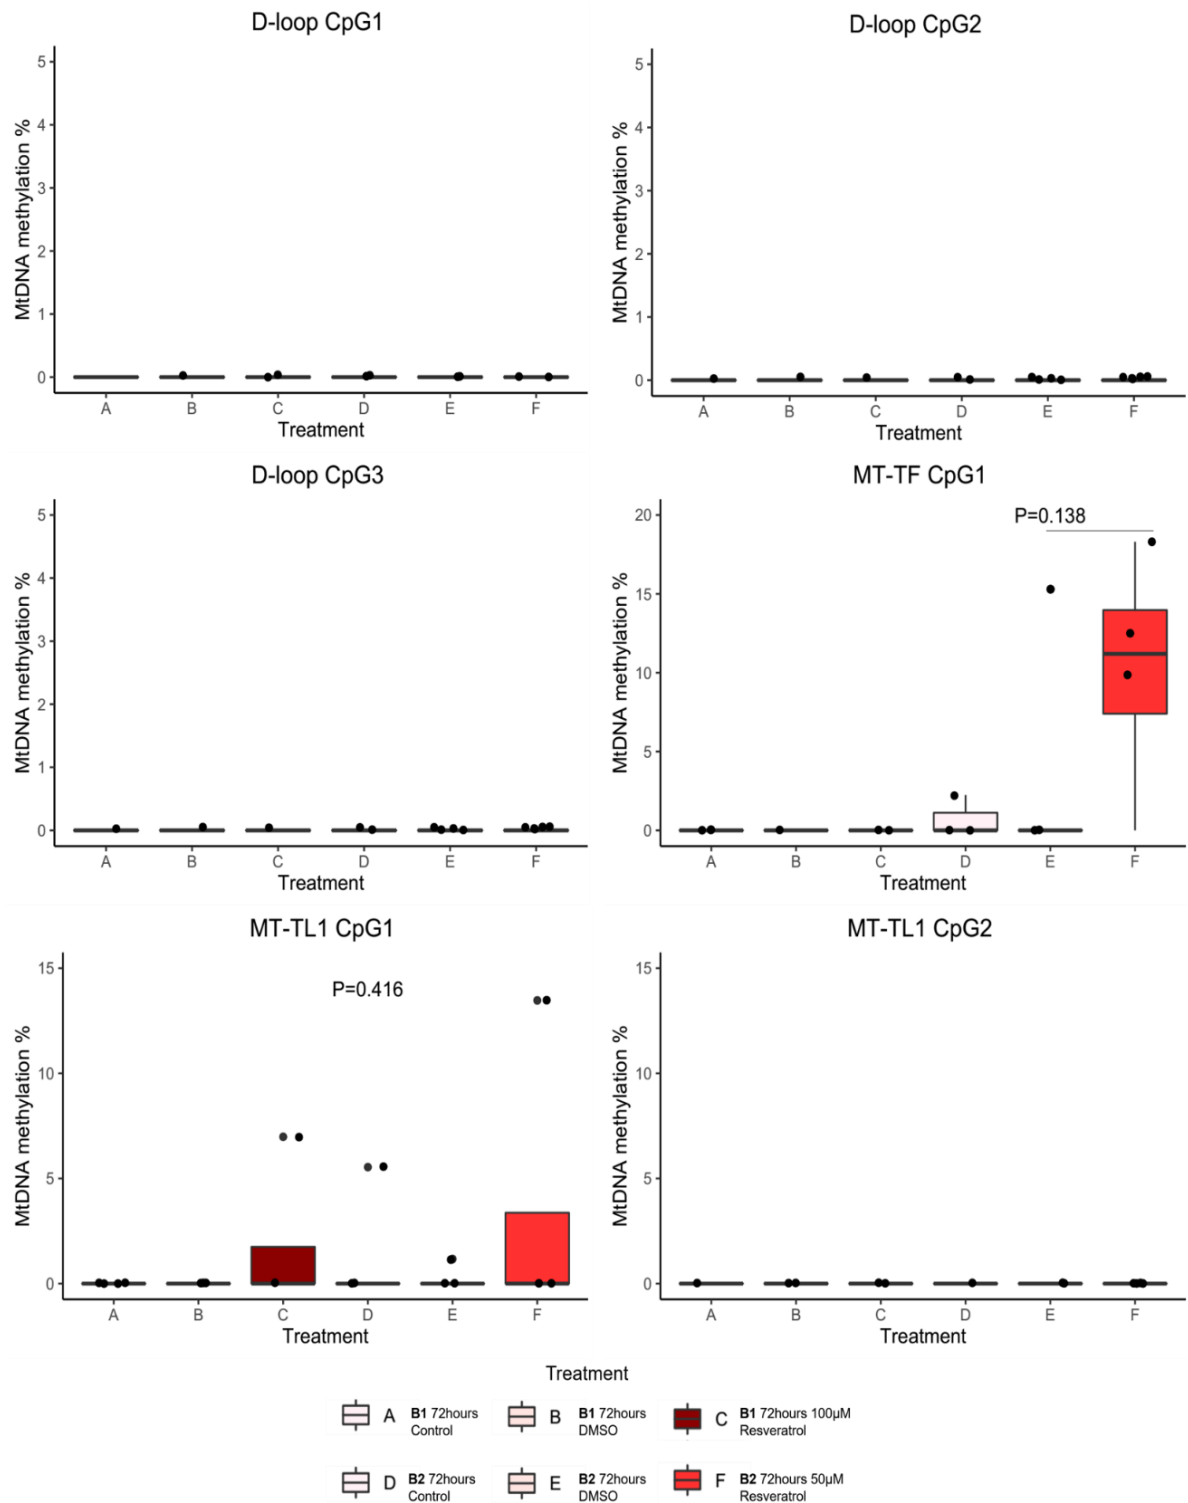 D-loop CpG1
MtDNA methylation %
5
4
3
2
1
0
A B C D E F
Treatment
D-loop CpG2
MtDNA methylation %
5
4
3
2
1
0
A B C D E F
Treatment
D-loop CpG3
MtDNA methylation %
5
4
3
2
1
0
A B C D E F
Treatment
MT-TF CpG1
MtDNA methylation %
P=0.138
20
15
10
5
0
A B C D E F
Treatment
MT-TL1 CpG1
MtDNA methylation %
P=0.416
15
10
5
0
A B C D E F
Treatment
MT-TL1 CpG2
MtDNA methylation %
15
10
5
0
A B C D E F
Treatment
Treatment
A B1 72hours
Control
B B1 72hours
DMSO
C B1 72hours 100µM
Resveratrol
D B2 72hours
Control
E B2 72hours
DMSO
F B2 72hours 50µM
Resveratrol